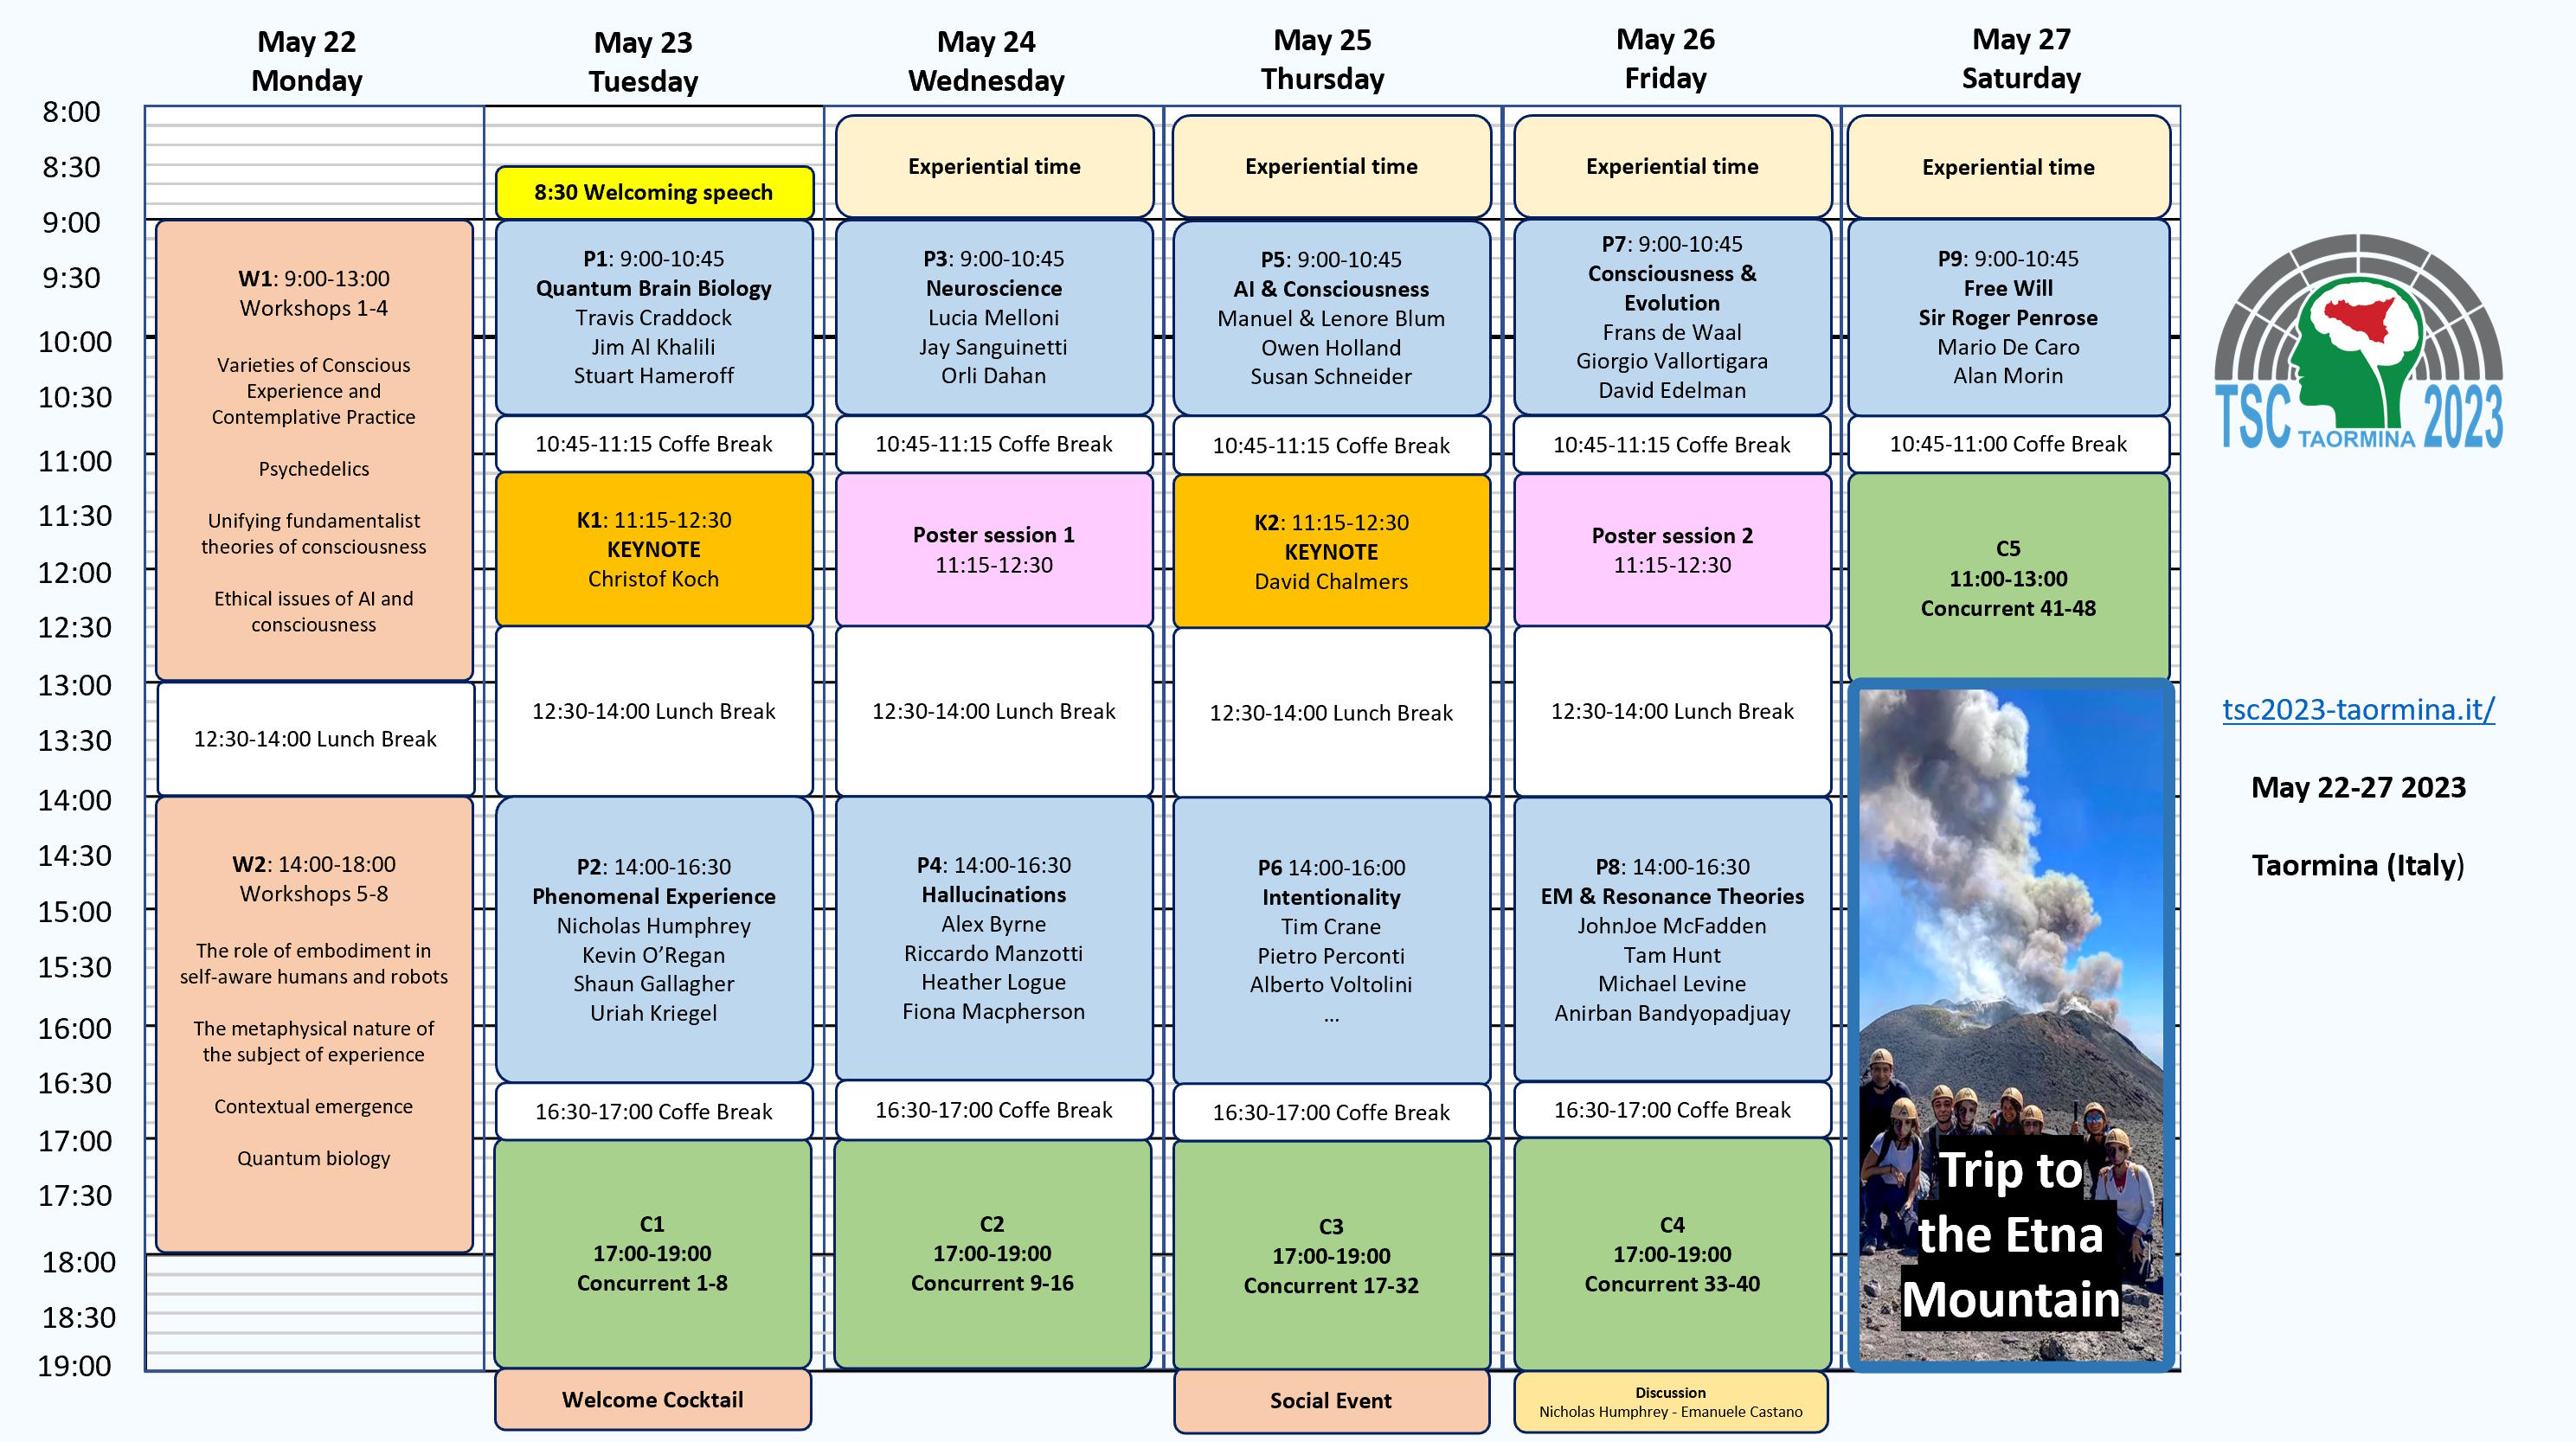 May 22
Monday
May 23
Tuesday
May 24
Wednesday
May 25
Thursday
May 26
Friday
May 27
Saturday
8:00
8:30
9:00
9:30
10:00
10:30
11:00
11:30
12:00
12:30
13:00
13:30
14:00
14:30
15:00
15:30
16:00
16:30
17:00
17:30
18:00
18:30
19:00
W1: 9:00-13:00
Workshops 1-4
Varieties of Conscious
Experience and
Contemplative Practice
Psychedelics
Unifying fundamentalist
theories of consciousness
Ethical issues of AI and
consciousness
12:30-14:00 Lunch Break
W2: 14:00-18:00
Workshops 5-8
The role of embodiment in
self-aware humans and robots
The metaphysical nature of
the subject of experience
Contextual emergence
Quantum biology
8:30 Welcoming speech
P1: 9:00-10:45
Quantum Brain Biology
Travis Craddock
Jim Al Khalili
Stuart Hameroff
10:45-11:15 Coffe Break
K1: 11:15-12:30
KEYNOTE
Christof Koch
12:30-14:00 Lunch Break
P2: 14:00-16:30
Phenomenal Experience
Nicholas Humphrey
Kevin O’Regan
Shaun Gallagher
Uriah Kriegel
16:30-17:00 Coffe Break
C1
17:00-19:00
Concurrent 1-8
Welcome Cocktail
Experiential time
P3: 9:00-10:45
Neuroscience
Lucia Melloni
Jay Sanguinetti
Orli Dahan
10:45-11:15 Coffe Break
Poster session 1
11:15-12:30
12:30-14:00 Lunch Break
P4: 14:00-16:30
Hallucinations
Alex Byrne
Riccardo Manzotti
Heather Logue
Fiona Macpherson
16:30-17:00 Coffe Break
C2
17:00-19:00
Concurrent 9-16
Experiential time
P5: 9:00-10:45
AI & Consciousness
Manuel & Lenore Blum
Owen Holland
Susan Schneider
10:45-11:15 Coffe Break
K2: 11:15-12:30
KEYNOTE
David Chalmers
12:30-14:00 Lunch Break
P6 14:00-16:00
Intentionality
Tim Crane
Pietro Perconti
Alberto Voltolini
...
16:30-17:00 Coffe Break
C3
17:00-19:00
Concurrent 17-32
Social Event
Experiential time
P7: 9:00-10:45
Consciousness &
Evolution
Frans de Waal
Giorgio Vallortigara
David Edelman
10:45-11:15 Coffe Break
Poster session 2
11:15-12:30
12:30-14:00 Lunch Break
P8: 14:00-16:30
EM & Resonance Theories
JohnJoe McFadden
Tam Hunt
Michael Levine
Anirban Bandyopadjuay
16:30-17:00 Coffe Break
C4
17:00-19:00
Concurrent 33-40
Discussion
Nicholas Humphrey - Emanuele Castano
Experiential time
P9: 9:00-10:45
Free Will
Sir Roger Penrose
Mario De Caro
Alan Morin
10:45-11:00 Coffe Break
C5
11:00-13:00
Concurrent 41-48
Trip to
the Etna
Mountain
TSC TAORMINA 2023
tsc2023-taormina.it/
May 22-27 2023
Taormina (Italy)